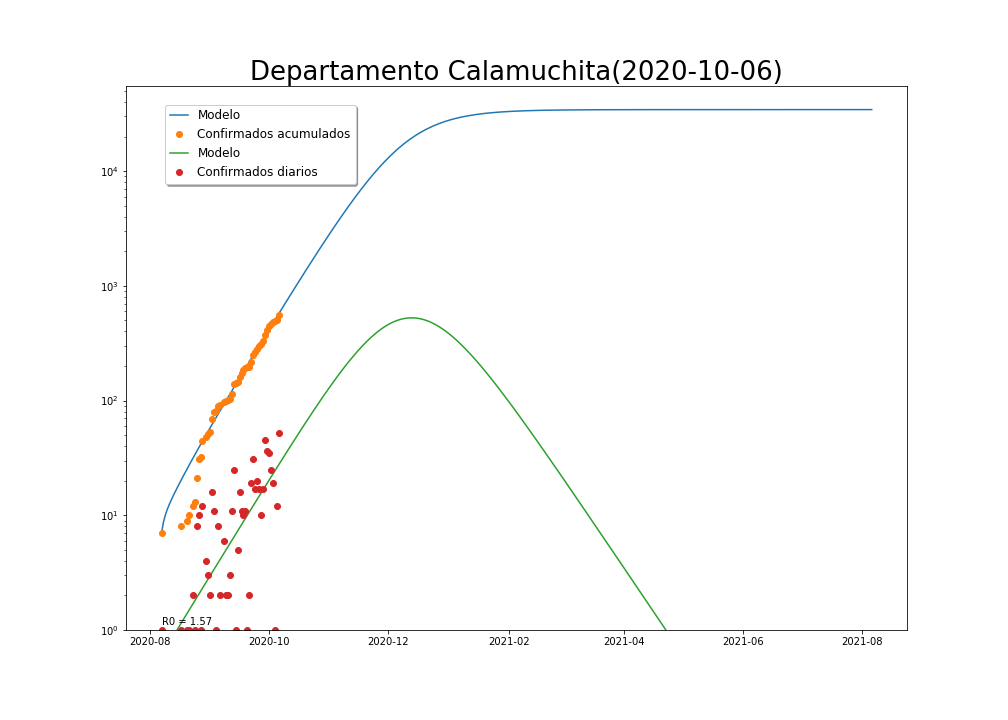 Departamento Calamuchita(2020-10-06)
Modelo
Confirmados acumulados
Modelo
Confirmados diarios
10⁴
10³
10²
10¹
10⁰
R0 = 1.57
2020-08 2020-10 2020-12 2021-02 2021-04 2021-06 2021-08